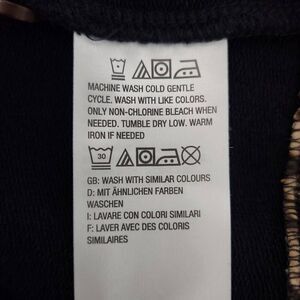 MACHINE WASH COLD GENTLE
CYCLE. WASH WITH LIKE COLORS.
ONLY NON-CHLORINE BLEACH WHEN
NEEDED. TUMBLE DRY LOW. WARM
IRON IF NEEDED
30
GB: WASH WITH SIMILAR COLOURS
D: MIT ÄHNLICHEN FARBEN
WASCHEN
I: LAVARE CON COLORI SIMILARI
F: LAVER AVEC DES COLORIS
SIMILAIRES